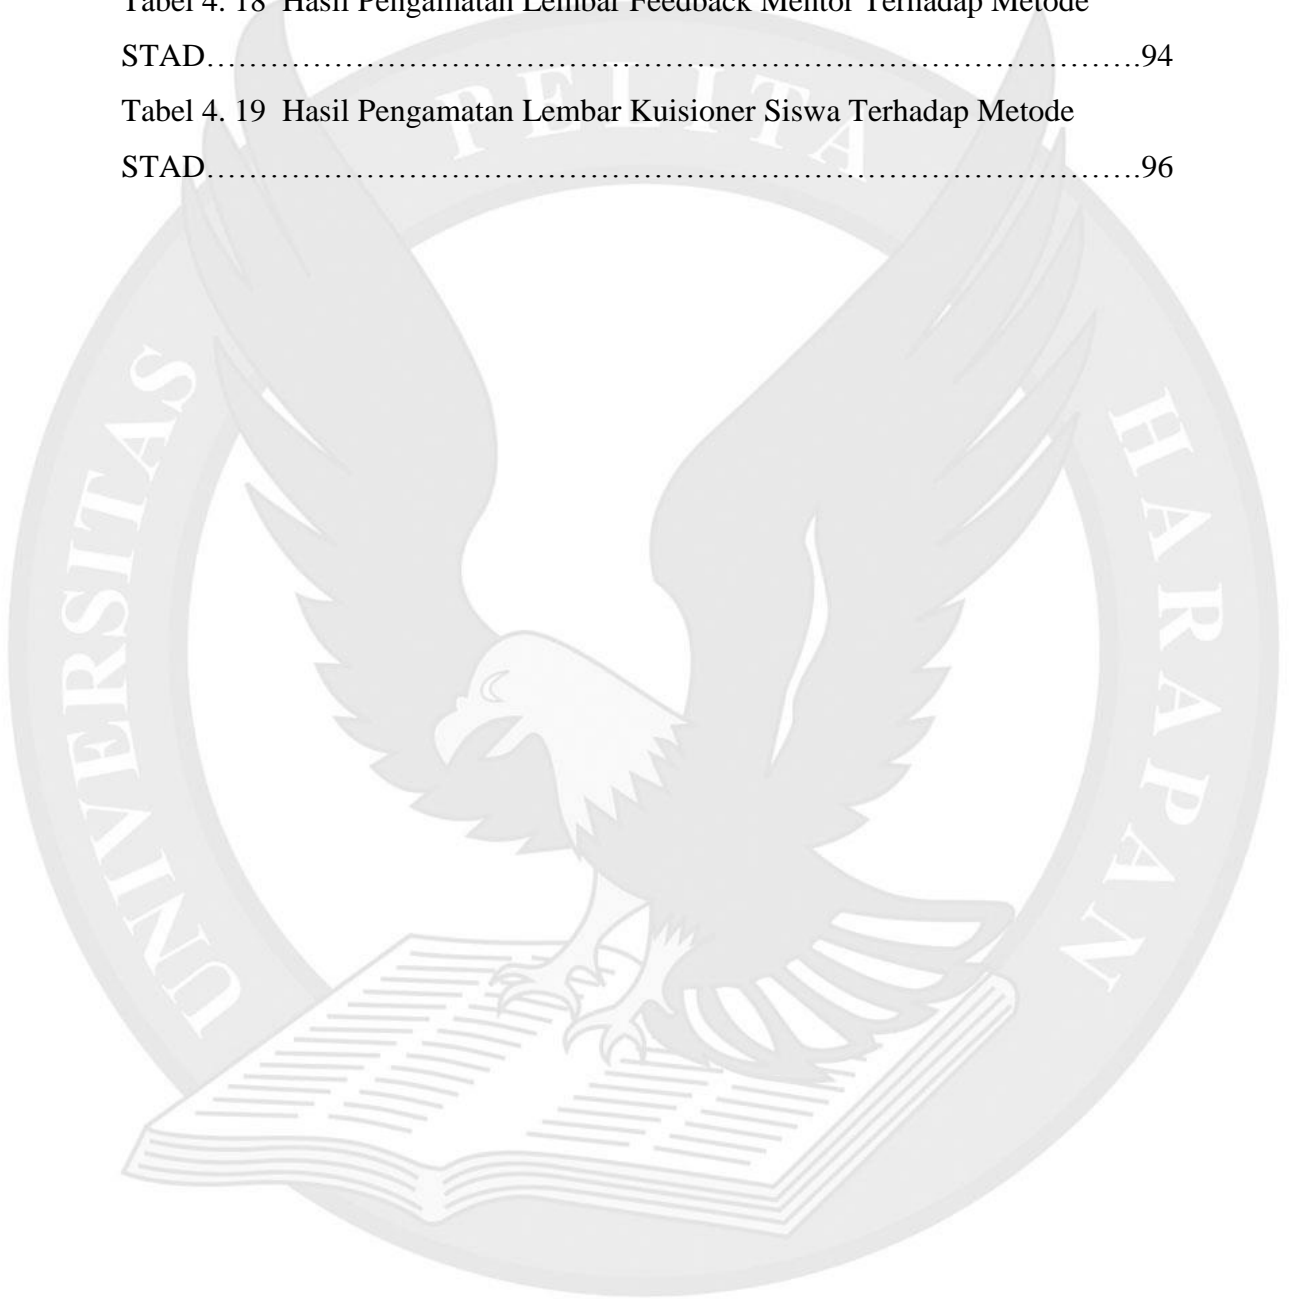 Tabel 4. 18 Hasil Pengamatan Lembar Feedback Mentor Terhadap Metode
STAD……………………………………………………………………………….94
Tabel 4. 19 Hasil Pengamatan Lembar Kuisioner Siswa Terhadap Metode
STAD……………………………………………………………………………….96
UNIVERSITAS PELITA HARAPAN